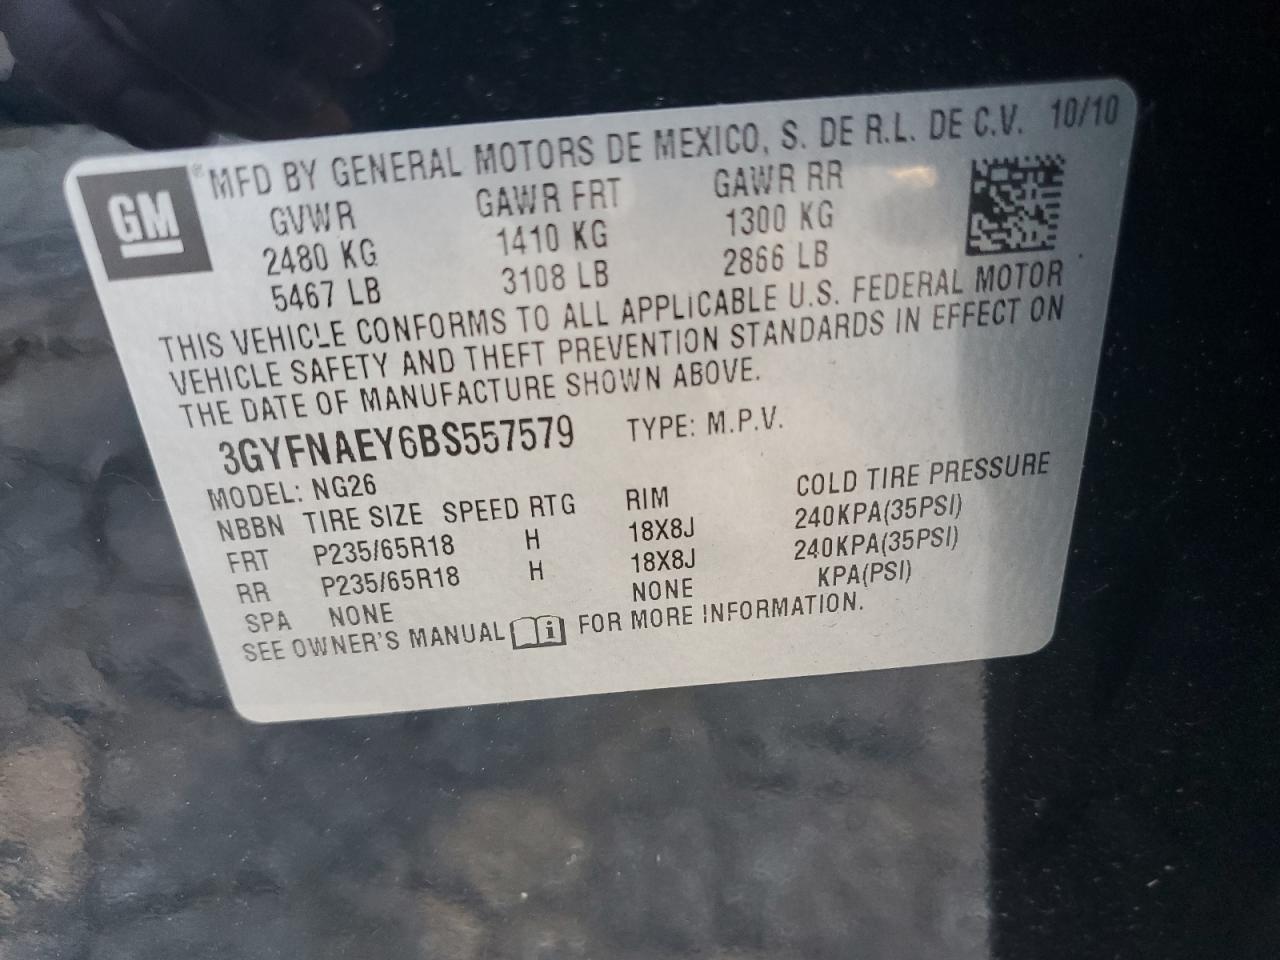 GM ® MFD BY GENERAL MOTORS DE MEXICO, S. DE R.L. DE C.V. 10/10
GVWR GAWR FRT GAWR RR
2480 KG 1410 KG 1300 KG
5467 LB 3108 LB 2866 LB
THIS VEHICLE CONFORMS TO ALL APPLICABLE U.S. FEDERAL MOTOR
VEHICLE SAFETY AND THEFT PREVENTION STANDARDS IN EFFECT ON
THE DATE OF MANUFACTURE SHOWN ABOVE.
3GYFNAEY6BS557579 TYPE: M.P.V.
MODEL: NG26
NBBN TIRE SIZE SPEED RTG RIM COLD TIRE PRESSURE
FRT P235/65R18 H 18X8J 240KPA(35PSI)
RR P235/65R18 H 18X8J 240KPA(35PSI)
SPA NONE NONE KPA(PSI)
SEE OWNER'S MANUAL i FOR MORE INFORMATION.